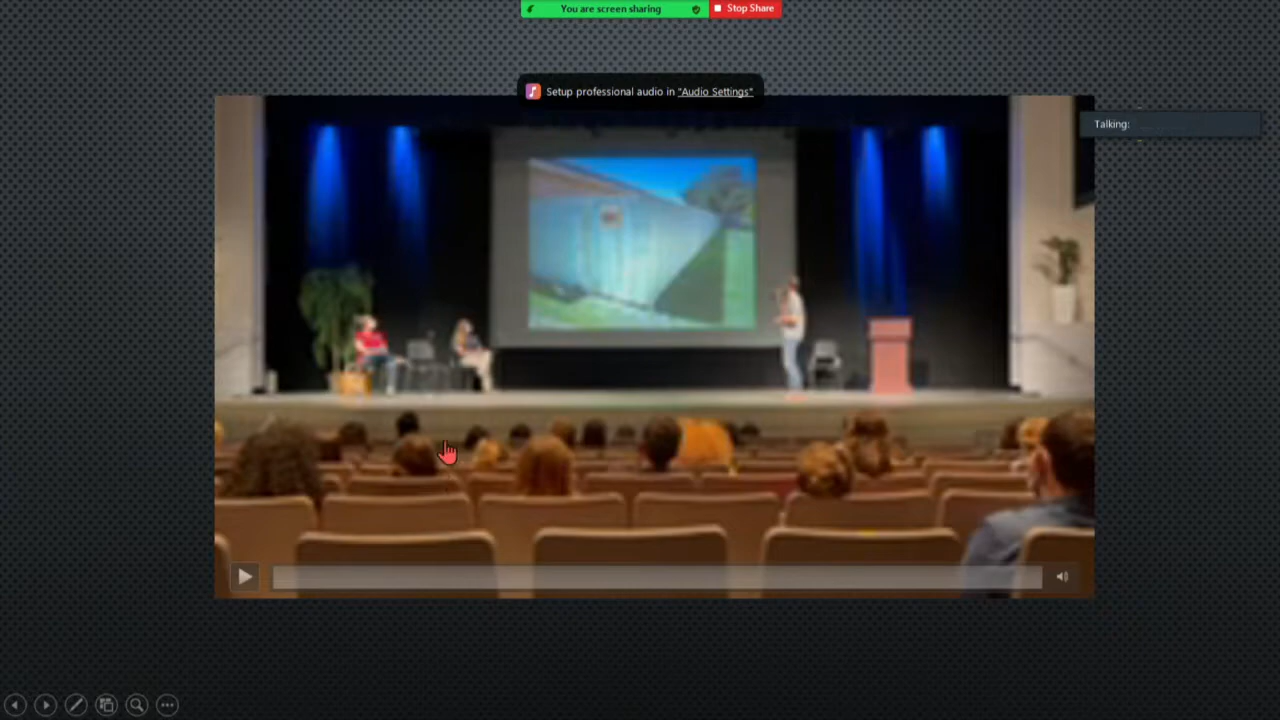 You are screen sharing
Stop Share
Setup professional audio in "Audio Settings"
Talking: